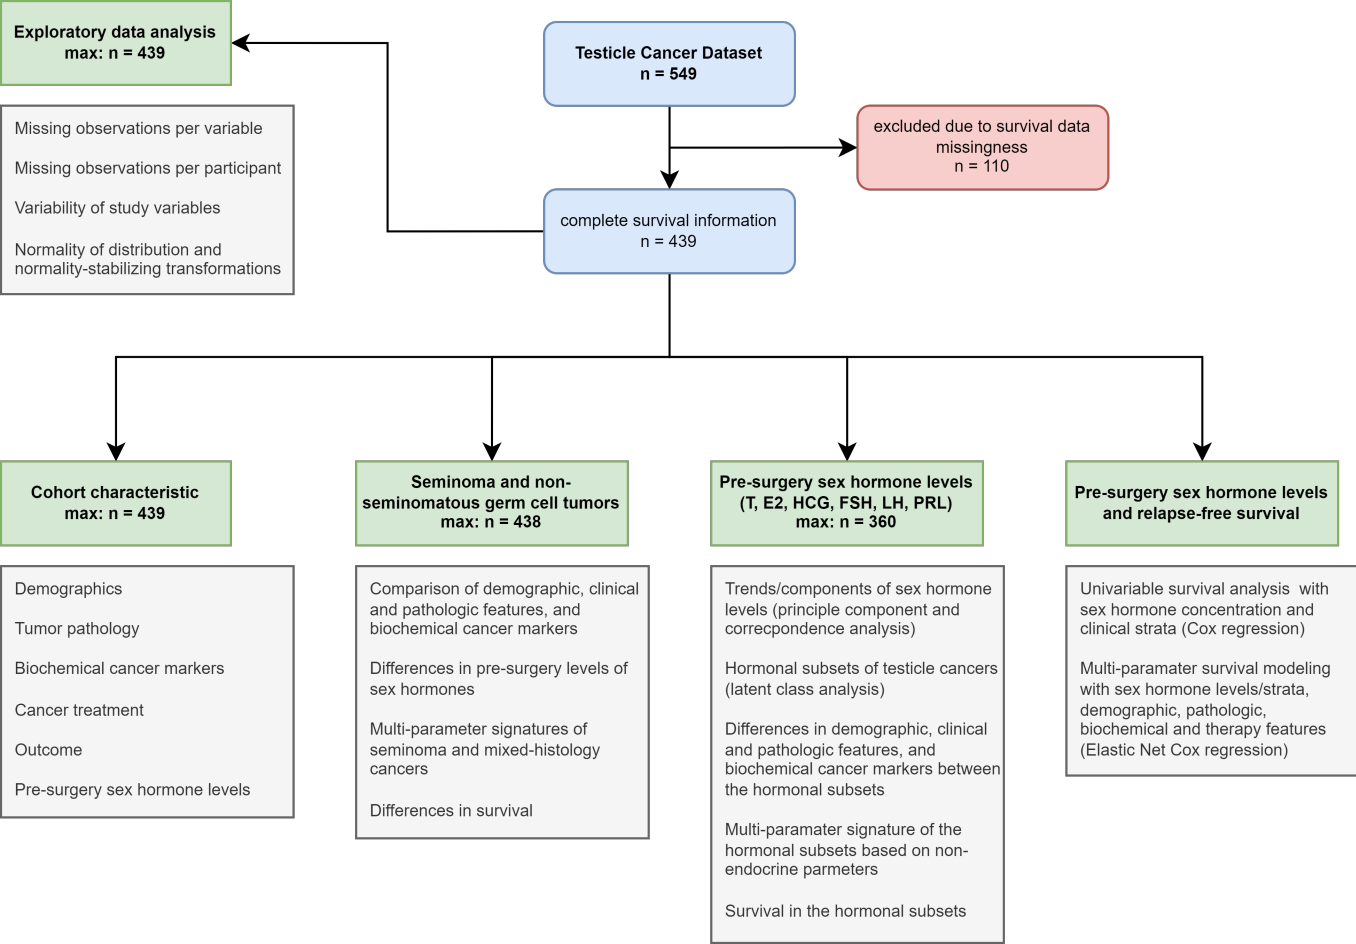 Exploratory data analysis
max: n = 439
Missing observations per variable
Missing observations per participant
Variability of study variables
Normality of distribution and
normality-stabilizing transformations
Testicle Cancer Dataset
n = 549
excluded due to survival data
missingness
n = 110
complete survival information
n = 439
Cohort characteristic
max: n = 439
Demographics
Tumor pathology
Biochemical cancer markers
Cancer treatment
Outcome
Pre-surgery sex hormone levels
Seminoma and non-
seminomatous germ cell tumors
max: n = 438
Comparison of demographic, clinical
and pathologic features, and
biochemical cancer markers
Differences in pre-surgery levels of
sex hormones
Multi-parameter signatures of
seminoma and mixed-histology
cancers
Differences in survival
Pre-surgery sex hormone levels
(T, E2, HCG, FSH, LH, PRL)
max: n = 360
Trends/components of sex hormone
levels (principle component and
correcpondence analysis)
Hormonal subsets of testicle cancers
(latent class analysis)
Differences in demographic, clinical
and pathologic features, and
biochemical cancer markers between
the hormonal subsets
Multi-paramater signature of the
hormonal subsets based on non-
endocrine parmeters
Survival in the hormonal subsets
Pre-surgery sex hormone levels
and relapse-free survival
Univariable survival analysis  with
sex hormone concentration and
clinical strata (Cox regression)
Multi-paramater survival modeling
with sex hormone levels/strata,
demographic, pathologic,
biochemical and therapy features
(Elastic Net Cox regression)